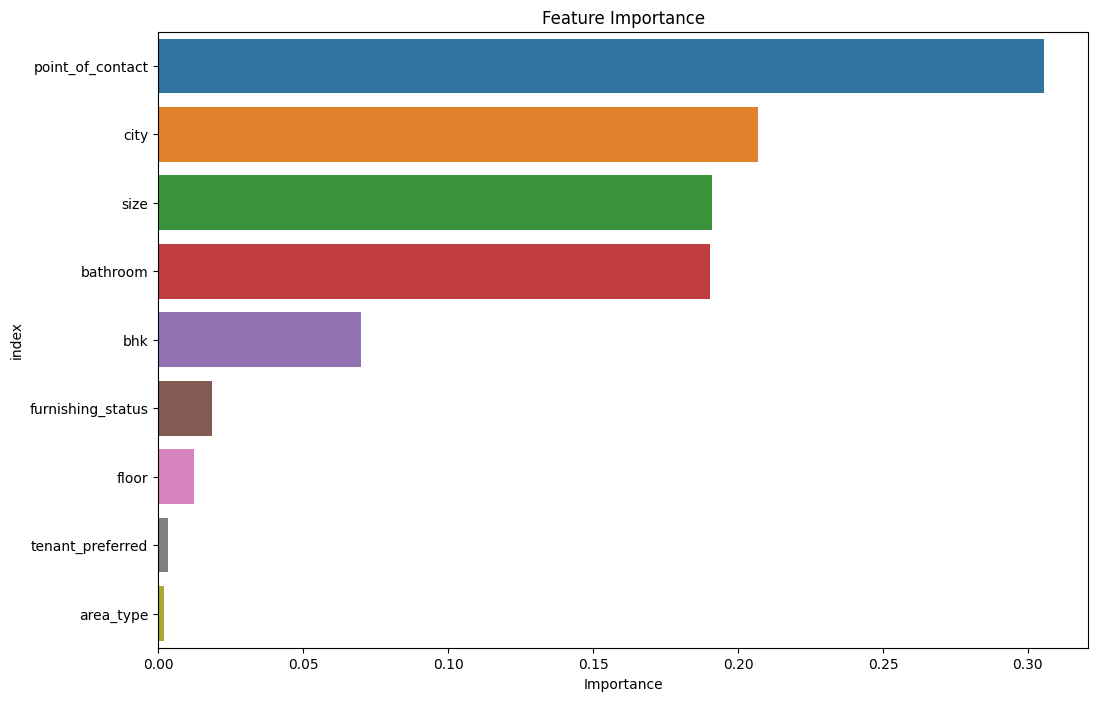 Feature Importance
point_of_contact
city
size
bathroom
bhk
furnishing_status
floor
tenant_preferred
area_type
index
0.00 0.05 0.10 0.15 0.20 0.25 0.30
Importance